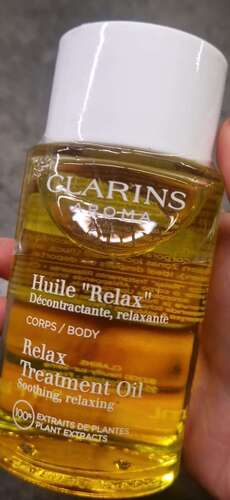 CLARINS
AROMA
Huile "Relax"
Décontractante, relaxante
CORPS / BODY
Relax
Treatment Oil
Soothing, relaxing
100%
EXTRAITS DE PLANTES
PLANT EXTRACTS